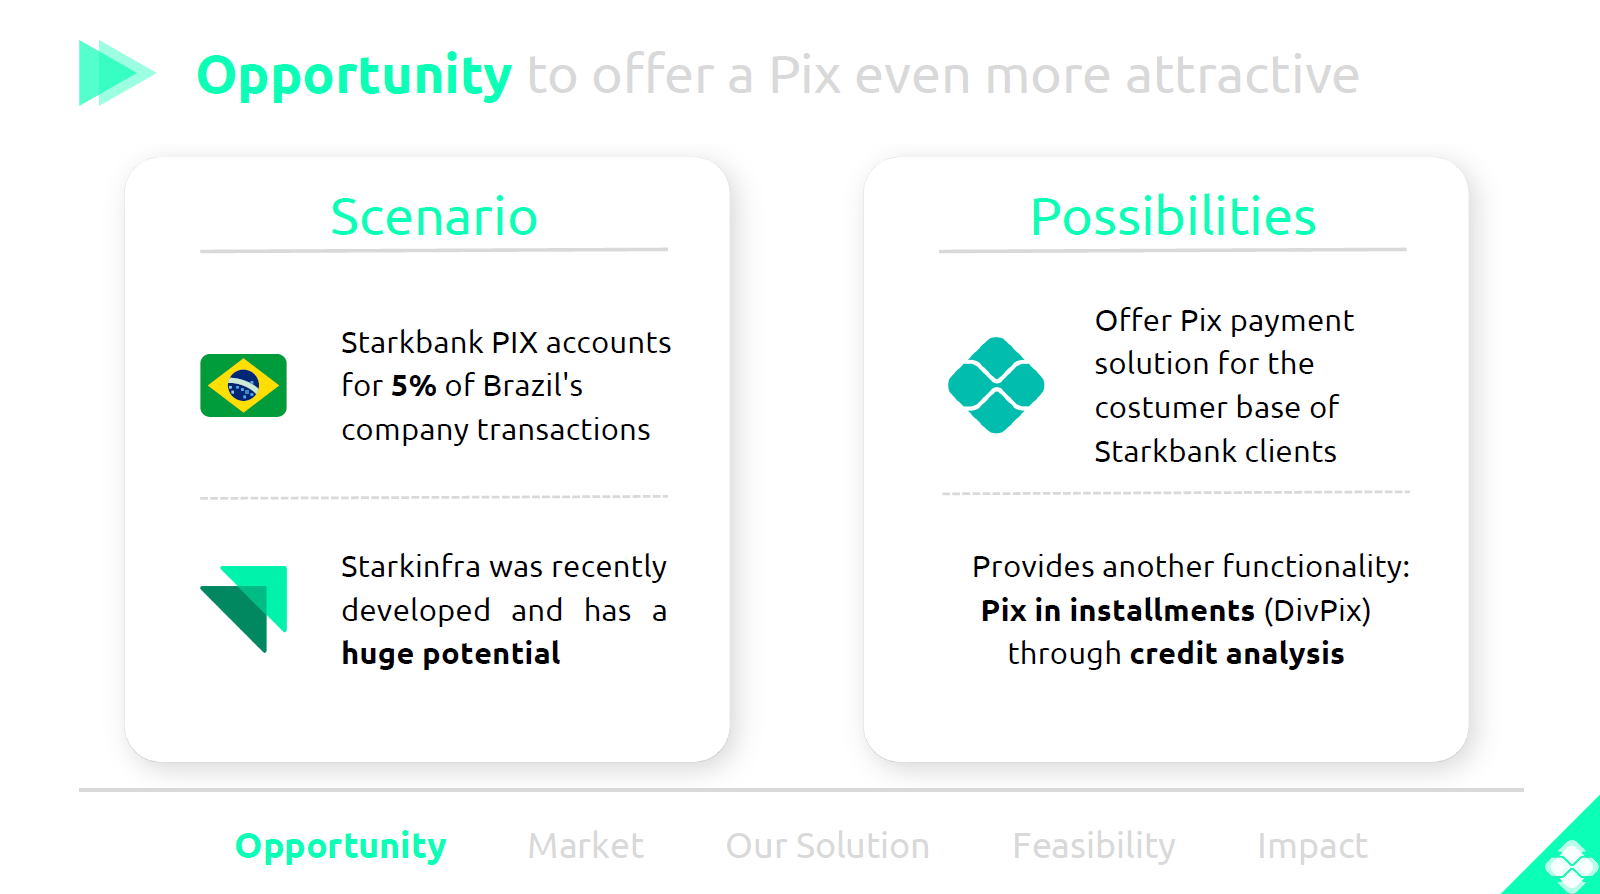 Opportunity to offer a Pix even more attractive
Scenario
Starkbank PIX accounts
for 5% of Brazil's
company transactions
Starkinfra was recently
developed and has a
huge potential
Possibilities
Offer Pix payment
solution for the
costumer base of
Starkbank clients
Provides another functionality:
Pix in installments (DivPix)
through credit analysis
Opportunity Market Our Solution Feasibility Impact